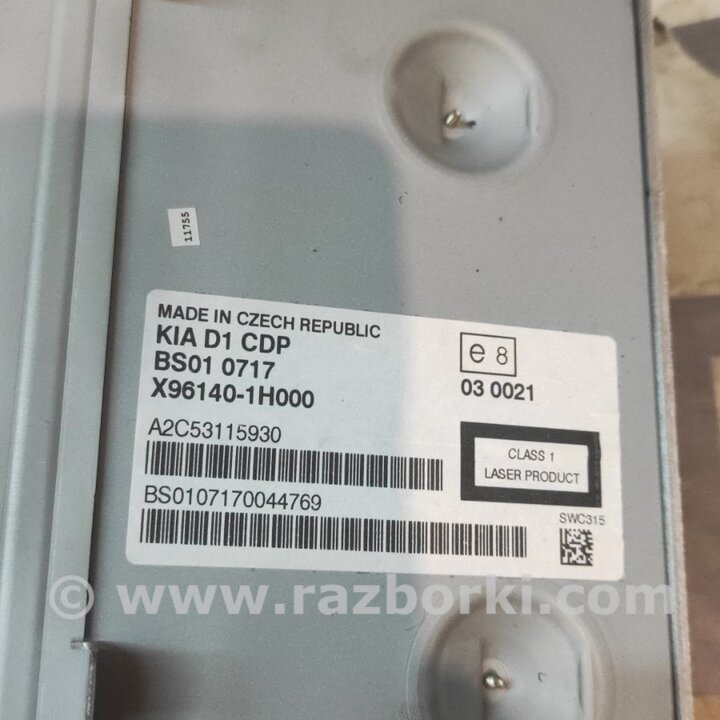 11755
MADE IN CZECH REPUBLIC
KIA D1 CDP
BS01 0717
X96140-1H000
e 8
03 0021
A2C53115930
CLASS 1
LASER PRODUCT
BS0107170044769
SWC315
© www.razborki.com